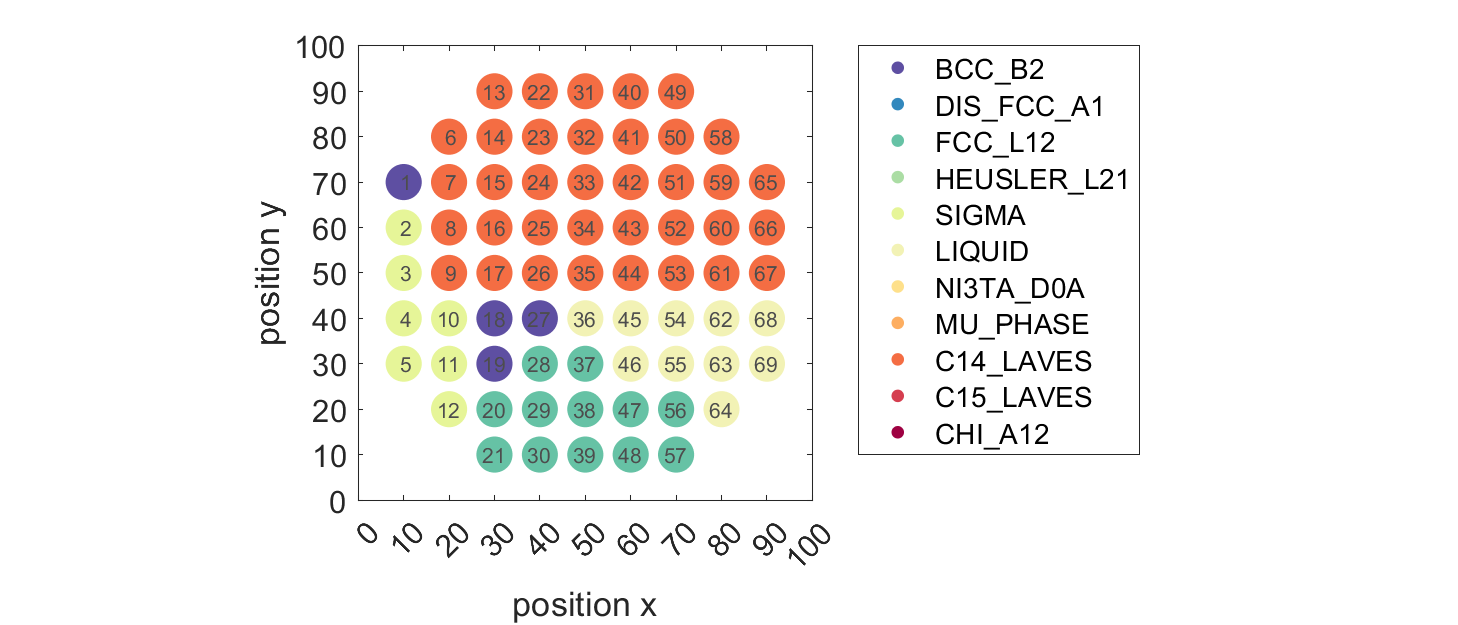 100
90 13 22 31 40 49
80 6 14 23 32 41 50 58
70 1 7 15 24 33 42 51 59 65
60 2 8 16 25 34 43 52 60 66
50 3 9 17 26 35 44 53 61 67
40 4 10 18 27 36 45 54 62 68
30 5 11 19 28 37 46 55 63 69
20 12 20 29 38 47 56 64
10 21 30 39 48 57
0
position y
0 10 20 30 40 50 60 70 80 90 100
position x
BCC_B2
DIS_FCC_A1
FCC_L12
HEUSLER_L21
SIGMA
LIQUID
NI3TA_D0A
MU_PHASE
C14_LAVES
C15_LAVES
CHI_A12